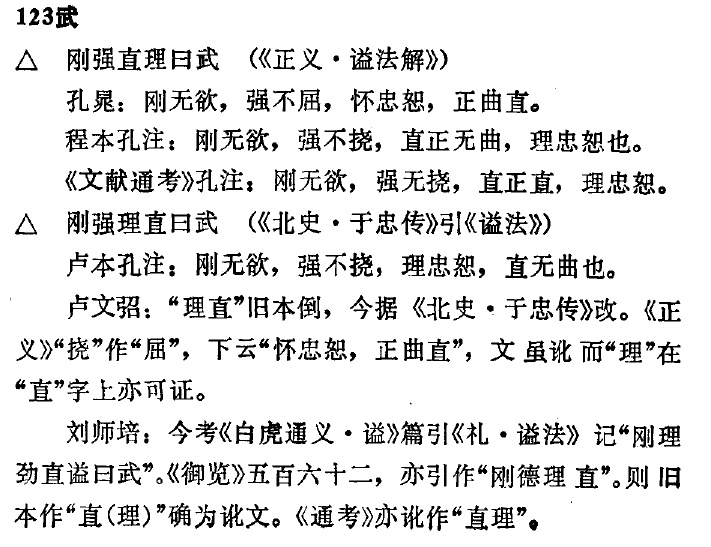 123武
△ 刚强直理曰武 (《正义·谥法解》)
孔晁：刚无欲，强不屈，怀忠恕，正曲直。
程本孔注：刚无欲，强不挠，直正无曲，理忠恕也。
《文献通考》孔注：刚无欲，强无挠，直正直，理忠恕。
△ 刚强理直曰武 (《北史·于忠传》引《谥法》)
卢本孔注：刚无欲，强不挠，理忠恕，直无曲也。
卢文弨：“理直”旧本倒，今据《北史·于忠传》改。《正
义》“挠”作“屈”，下云“怀忠恕，正曲直”，文虽讹而“理”在
“直”字上亦可证。
刘师培：今考《白虎通义·谥》篇引《礼·谥法》记“刚理
劲直谥曰武”。《御览》五百六十二，亦引作“刚德理直”。则旧
本作“直(理)”确为讹文。《通考》亦讹作“直理”。